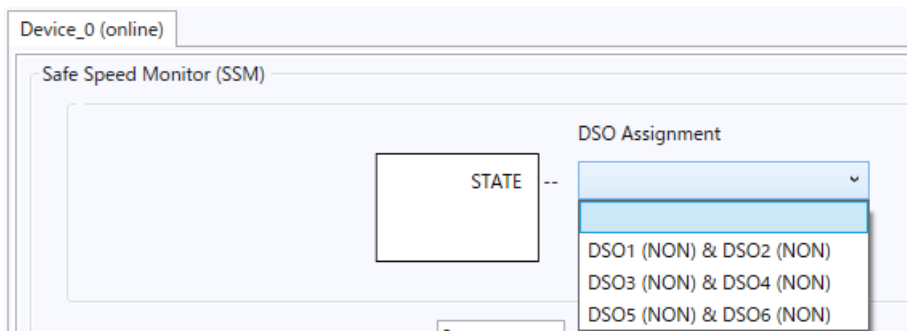 Device_0 (online)
Safe Speed Monitor (SSM)
DSO Assignment
STATE --
DSO1 (NON) & DSO2 (NON)
DSO3 (NON) & DSO4 (NON)
DSO5 (NON) & DSO6 (NON)